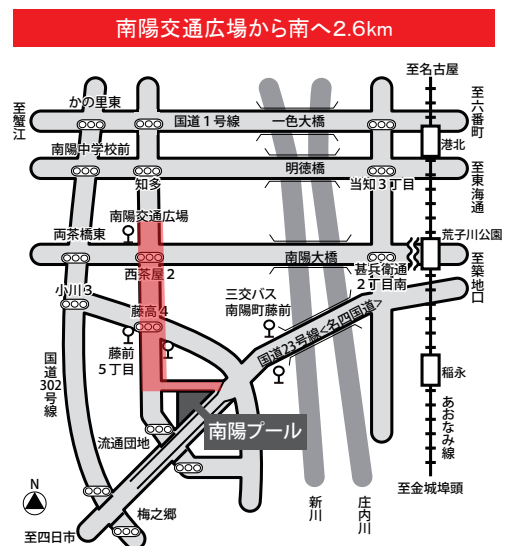 南陽交通広場から南へ2.6km
至名古屋
至六番町
至蟹江
かの里東
国道1号線
一色大橋
港北
南陽中学校前
明徳橋
知多
当知3丁目
至東海通
南陽交通広場
荒子川公園
両茶橋東
南陽大橋
西茶屋2
甚兵衛通
2丁目南
至築地口
小川3
三交バス
南陽町藤前
藤高4
国道23号線<名四国道>
藤前
5丁目
国道
302
号線
稲永
あおなみ線
南陽プール
流通団地
N
梅之郷
新川
庄内川
至金城埠頭
至四日市